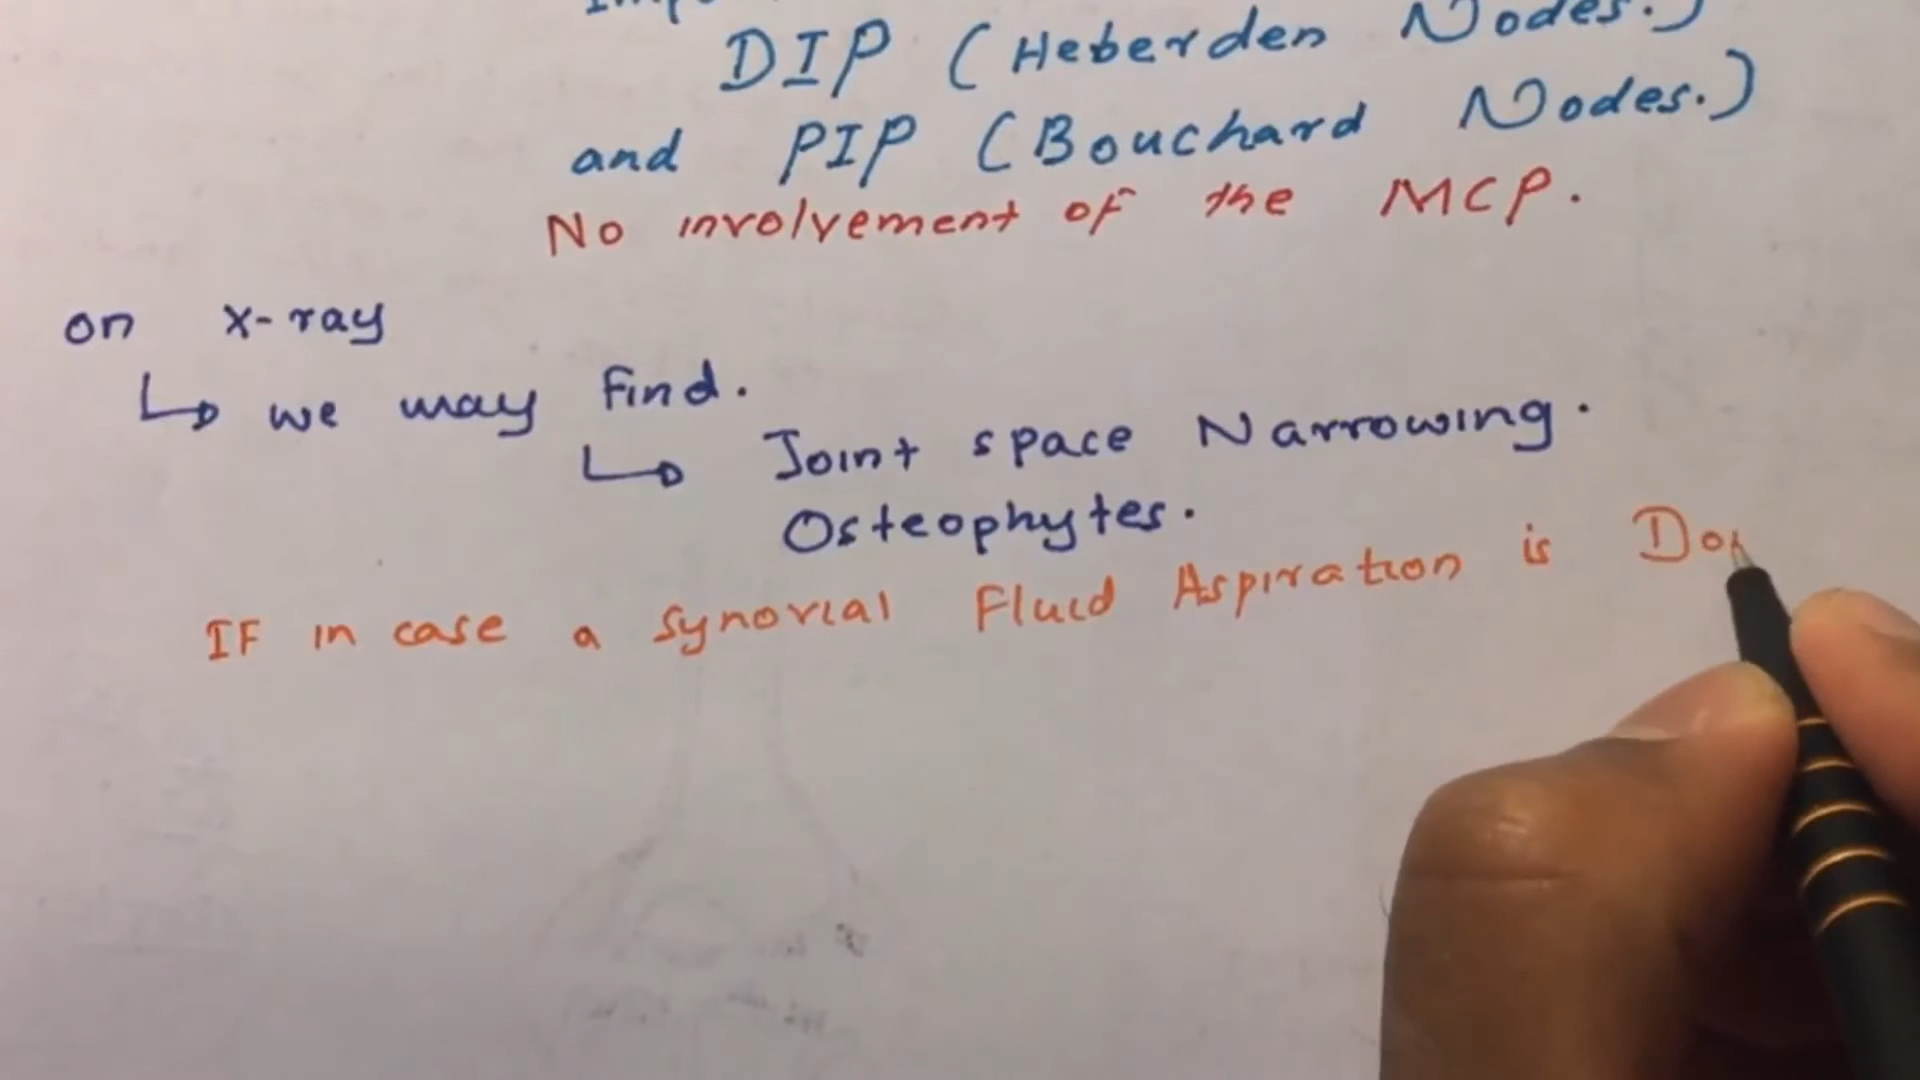 DIP (Heberden Nodes.)
and PIP (Bouchard Nodes.)
No involvement of the MCP.
on x-ray
↳ we may find.
↳ Joint space Narrowing.
Osteophytes.
IF in case a synovial Fluid Aspiration is